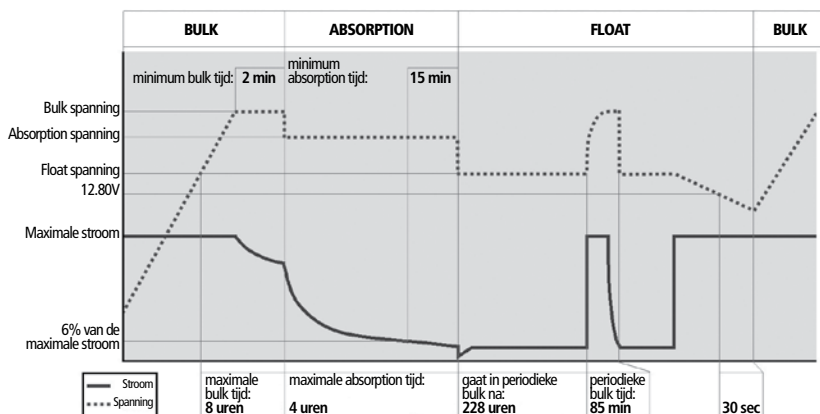 BULK
ABSORPTION
FLOAT
BULK
minimum bulk tijd:
2 min
minimum
absorption tijd:
15 min
Bulk spanning
Absorption spanning
Float spanning
12.80V
Maximale stroom
6% van de
maximale stroom
Stroom
Spanning
maximale
bulk tijd:
8 uren
maximale absorption tijd:
4 uren
gaat in periodieke
bulk na:
228 uren
periodieke
bulk tijd:
85 min
30 sec